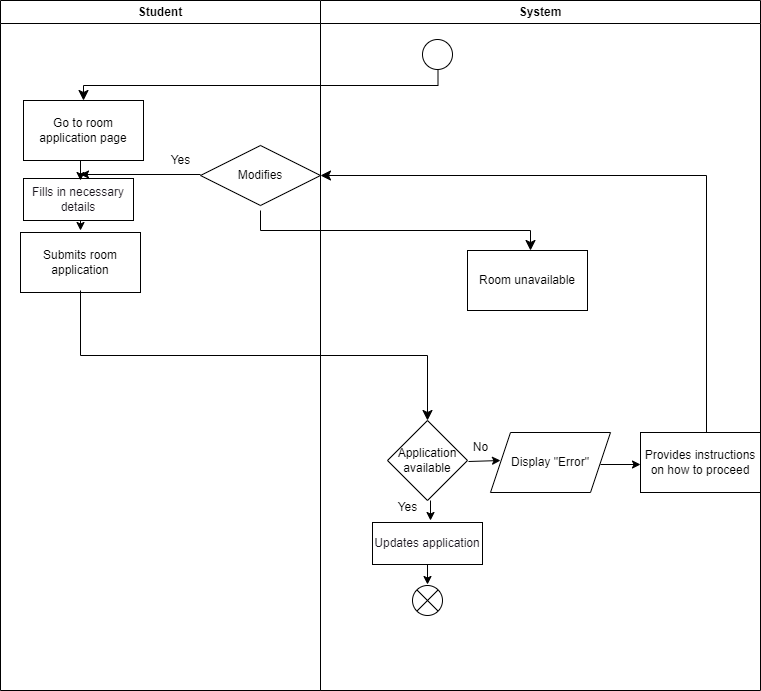 Student
System
Go to room
application page
Yes
Modifies
Fills in necessary
details
Submits room
application
Room unavailable
Application
available
No
Display "Error"
Provides instructions
on how to proceed
Yes
Updates application